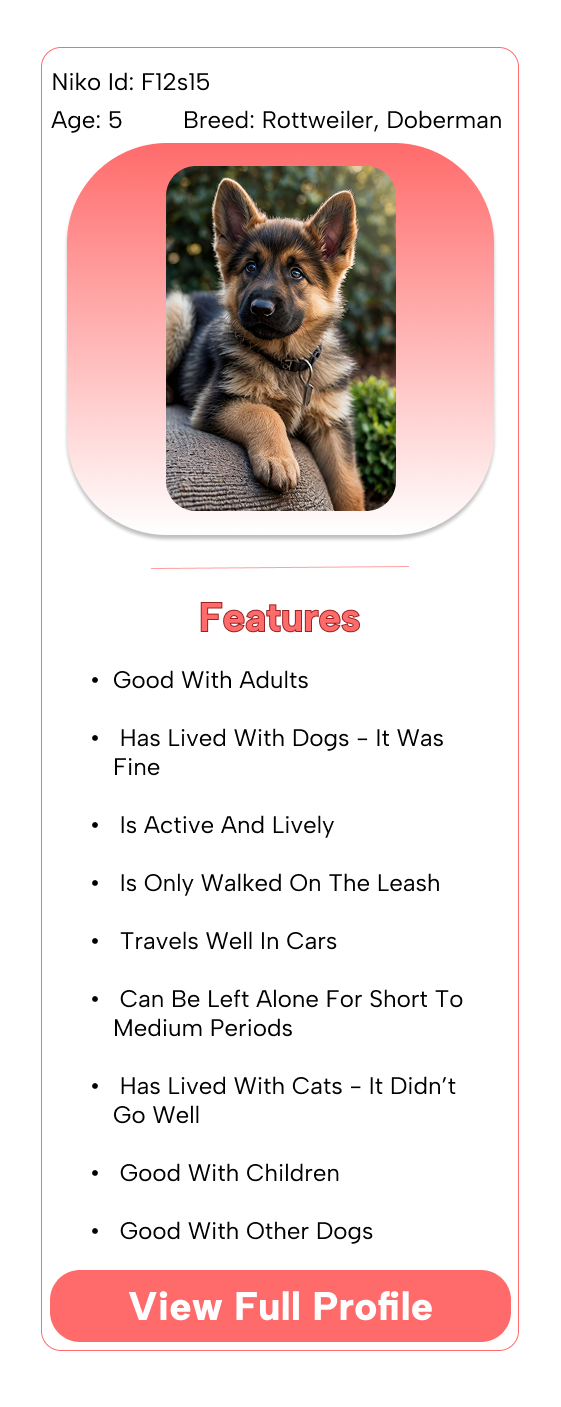 Niko Id: F12s15
Age: 5 Breed: Rottweiler, Doberman
Features
• Good With Adults
• Has Lived With Dogs - It Was
Fine
• Is Active And Lively
• Is Only Walked On The Leash
• Travels Well In Cars
• Can Be Left Alone For Short To
Medium Periods
• Has Lived With Cats - It Didn't
Go Well
• Good With Children
• Good With Other Dogs
View Full Profile